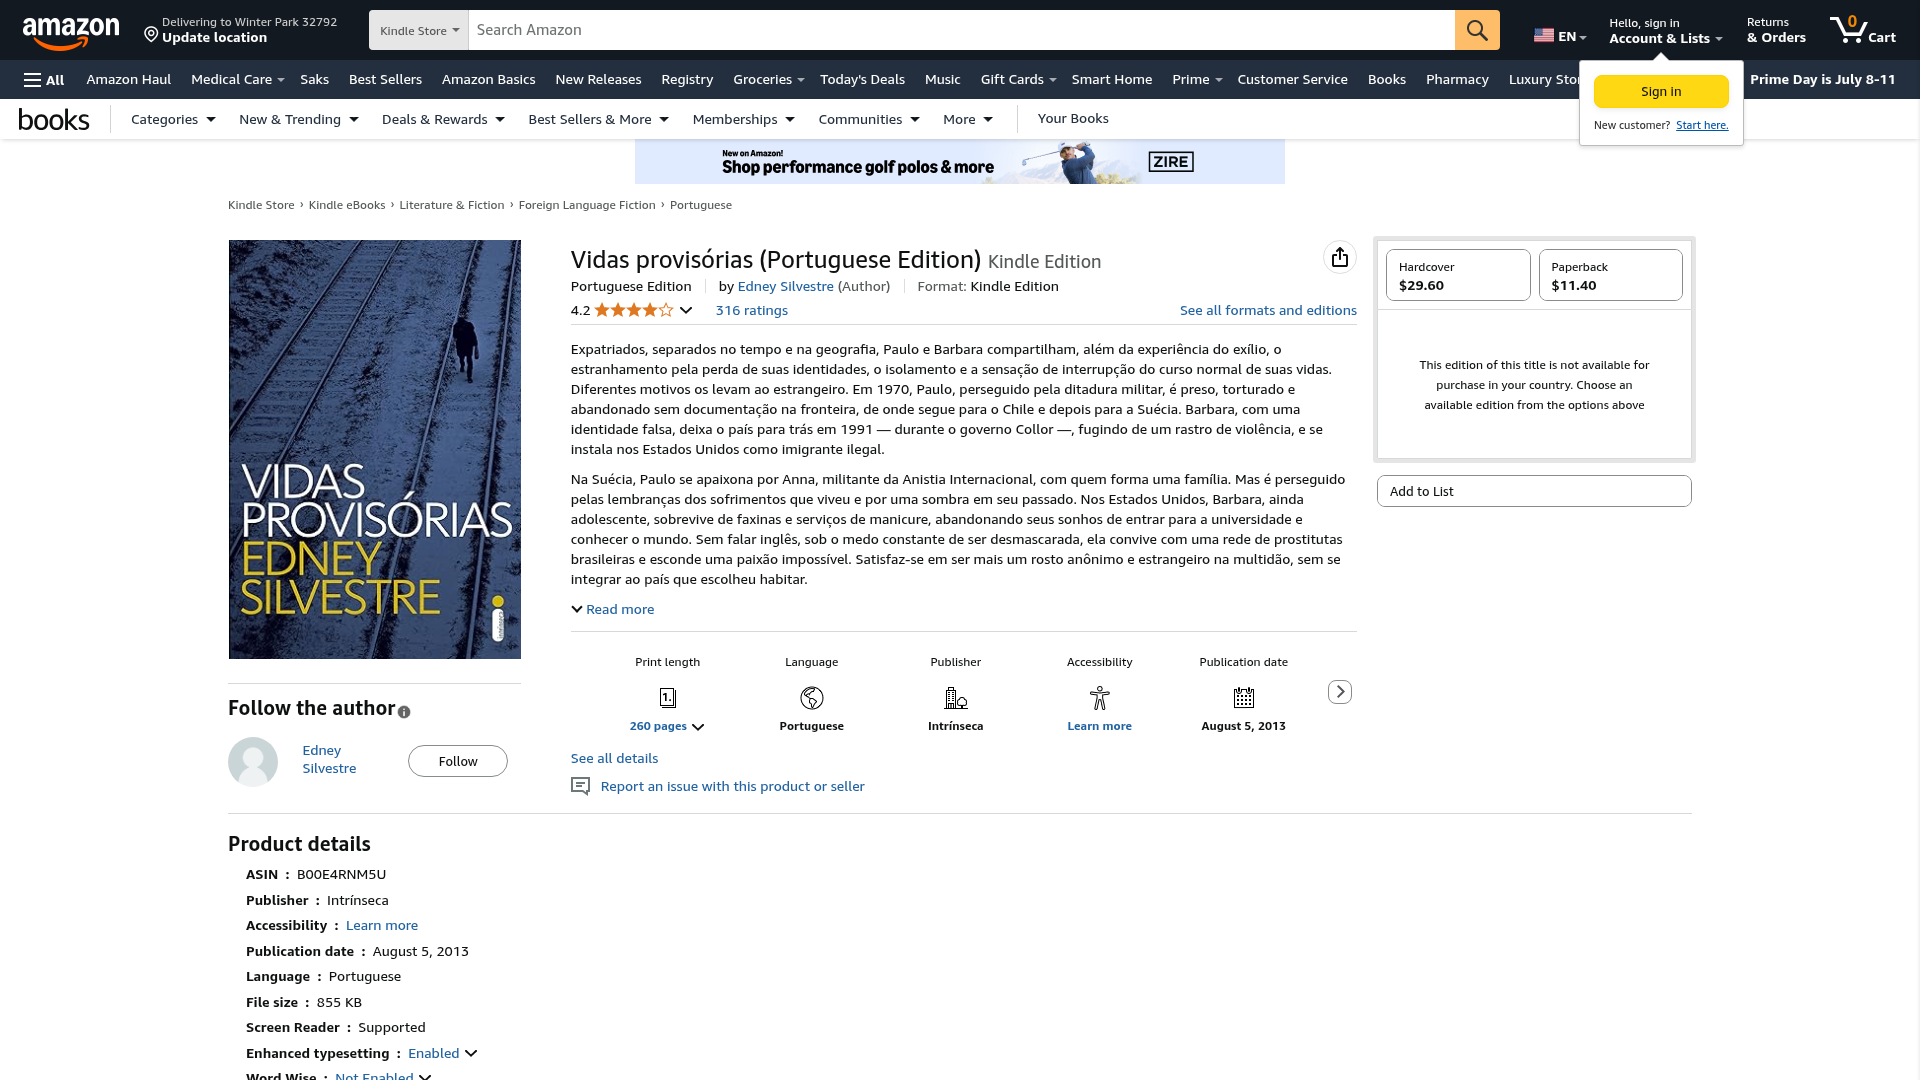 amazon
Delivering to Winter Park 32792
Update location
Kindle Store
Search Amazon
EN
Hello, sign in
Account & Lists
Returns
& Orders
0
Cart
All
Amazon Haul
Medical Care
Saks
Best Sellers
Amazon Basics
New Releases
Registry
Groceries
Today's Deals
Music
Gift Cards
Smart Home
Prime
Customer Service
Books
Pharmacy
Luxury Stor
Prime Day is July 8-11
Sign in
New customer? Start here.
books
Categories
New & Trending
Deals & Rewards
Best Sellers & More
Memberships
Communities
More
Your Books
New on Amazon!
Shop performance golf polos & more
ZIRE
Kindle Store › Kindle eBooks › Literature & Fiction › Foreign Language Fiction › Portuguese
VIDAS
PROVISÓRIAS
EDNEY
SILVESTRE
Vidas provisórias (Portuguese Edition) Kindle Edition
Portuguese Edition by Edney Silvestre (Author) Format: Kindle Edition
4.2 316 ratings See all formats and editions
Expatriados, separados no tempo e na geografia, Paulo e Barbara compartilham, além da experiência do exílio, o
estranhamento pela perda de suas identidades, o isolamento e a sensação de interrupção do curso normal de suas vidas.
Diferentes motivos os levam ao estrangeiro. Em 1970, Paulo, perseguido pela ditadura militar, é preso, torturado e
abandonado sem documentação na fronteira, de onde segue para o Chile e depois para a Suécia. Barbara, com uma
identidade falsa, deixa o país para trás em 1991 — durante o governo Collor —, fugindo de um rastro de violência, e se
instala nos Estados Unidos como imigrante ilegal.
Na Suécia, Paulo se apaixona por Anna, militante da Anistia Internacional, com quem forma uma família. Mas é perseguido
pelas lembranças dos sofrimentos que viveu e por uma sombra em seu passado. Nos Estados Unidos, Barbara, ainda
adolescente, sobrevive de faxinas e serviços de manicure, abandonando seus sonhos de entrar para a universidade e
conhecer o mundo. Sem falar inglês, sob o medo constante de ser desmascarada, ela convive com uma rede de prostitutas
brasileiras e esconde uma paixão impossível. Satisfaz-se em ser mais um rosto anônimo e estrangeiro na multidão, sem se
integrar ao país que escolheu habitar.
Read more
Print length
260 pages
Language
Portuguese
Publisher
Intrínseca
Accessibility
Learn more
Publication date
August 5, 2013
See all details
Report an issue with this product or seller
Hardcover
$29.60
Paperback
$11.40
This edition of this title is not available for
purchase in your country. Choose an
available edition from the options above
Add to List
Follow the author
Edney
Silvestre
Follow
Product details
ASIN : B00E4RNM5U
Publisher : Intrínseca
Accessibility : Learn more
Publication date : August 5, 2013
Language : Portuguese
File size : 855 KB
Screen Reader : Supported
Enhanced typesetting : Enabled
Word Wise : Not Enabled